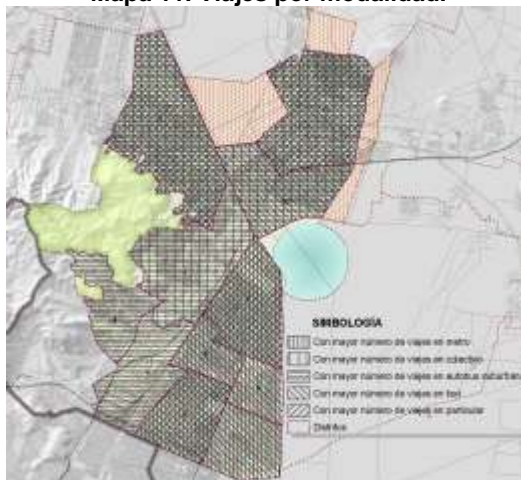 Mapa 11. Viajes por modalidad.
SIMBOLOGÍA
Con mayor número de viajes en metro
Con mayor número de viajes en colectivo
Con mayor número de viajes en autobus suburbano
Con mayor número de viajes en taxi
Con mayor número de viajes en particular
Distritos